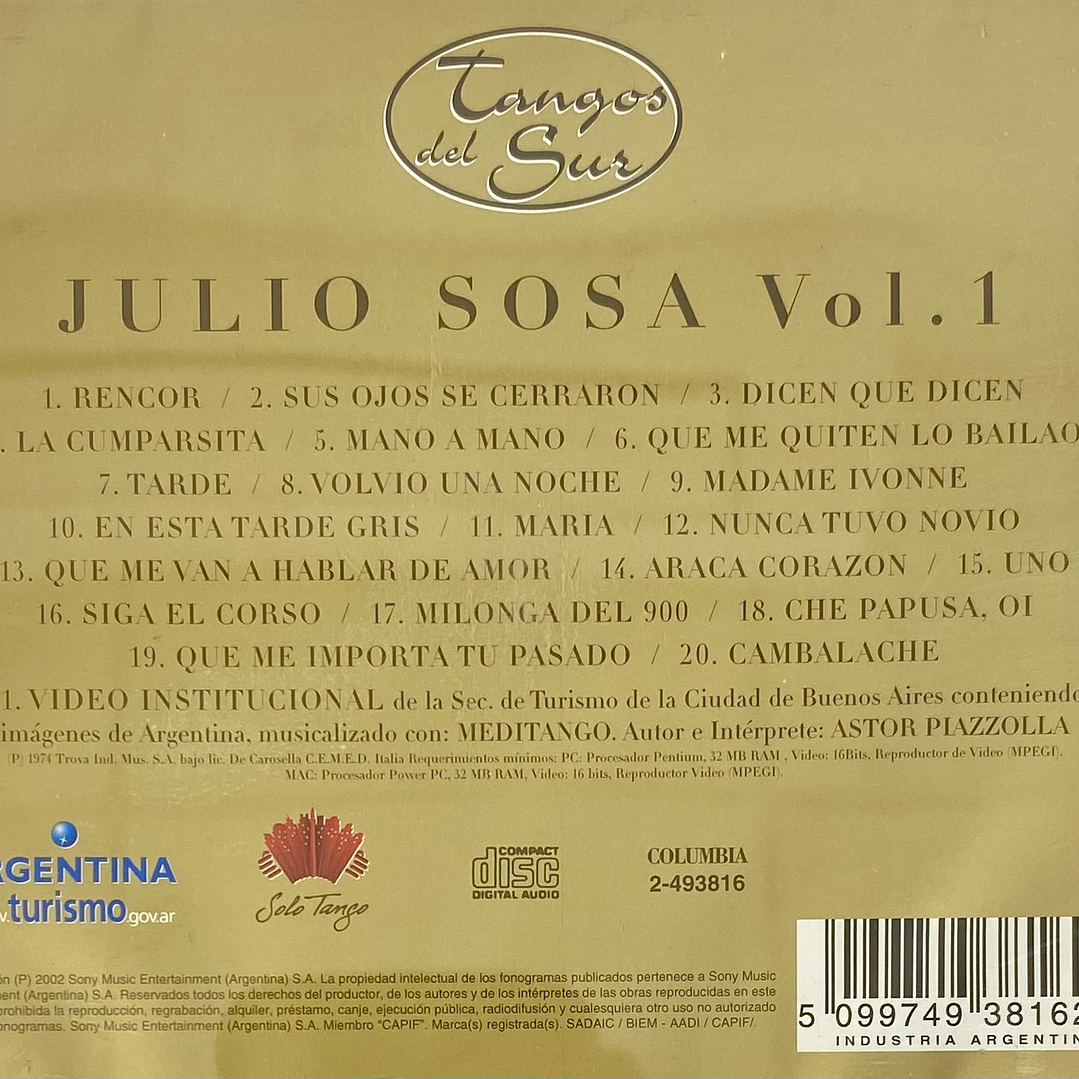 Tangos
del Sur
JULIO SOSA Vol.1
1. RENCOR / 2. SUS OJOS SE CERRARON / 3. DICEN QUE DICEN
. LA CUMPARSITA / 5. MANO A MANO / 6. QUE ME QUITEN LO BAILAO
7. TARDE / 8. VOLVIO UNA NOCHE / 9. MADAME IVONNE
10. EN ESTA TARDE GRIS / 11. MARIA / 12. NUNCA TUVO NOVIO
13. QUE ME VAN A HABLAR DE AMOR / 14. ARACA CORAZON / 15. UNO
16. SIGA EL CORSO / 17. MILONGA DEL 900 / 18. CHE PAPUSA, OI
19. QUE ME IMPORTA TU PASADO / 20. CAMBALACHE
1. VIDEO INSTITUCIONAL de la Sec. de Turismo de la Ciudad de Buenos Aires conteniendo
imágenes de Argentina, musicalizado con: MEDITANGO. Autor e Intérprete: ASTOR PIAZZOLLA
(P) 1974 Trova Ind. Mus. S.A. bajo lic. De Carosella C.E.M.E.D. Italia Requerimientos mínimos: PC: Procesador Pentium, 32 MB RAM , Video: 16Bits, Reproductor de Video (MPEGI).
MAC: Procesador Power PC, 32 MB RAM, Video: 16 bits, Reproductor Video (MPEGI).
RGENTINA
.turismo.gov.ar
Solo Tango
COMPACT
disc
DIGITAL AUDIO
COLUMBIA
2-493816
ón (P) 2002 Sony Music Entertainment (Argentina) S.A. La propiedad intelectual de los fonogramas publicados pertenece a Sony Music
ent (Argentina) S.A. Reservados todos los derechos del productor, de los autores y de los intérpretes de las obras reproducidas en este
rohibida la reproducción, regrabación, alquiler, préstamo, canje, ejecución pública, radiodifusión y cualesquiera otro uso no autorizado
onogramas. Sony Music Entertainment (Argentina) S.A. Miembro "CAPIF". Marca(s) registrada(s). SADAIC / BIEM - AADI / CAPIF/.
5 099749 38162
INDUSTRIA ARGENTIN